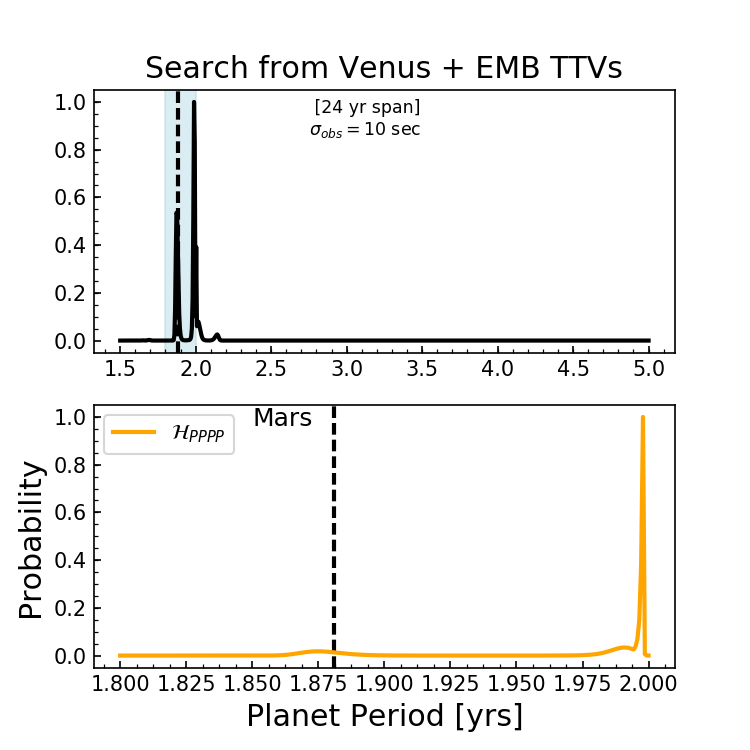 Search from Venus + EMB TTVs
[24 yr span]
σ_obs = 10 sec
1.0
0.8
0.6
0.4
0.2
0.0
1.5 2.0 2.5 3.0 3.5 4.0 4.5 5.0
Mars
ℋ_PPPP
1.0
0.8
0.6
0.4
0.2
0.0
Probability
1.800 1.825 1.850 1.875 1.900 1.925 1.950 1.975 2.000
Planet Period [yrs]